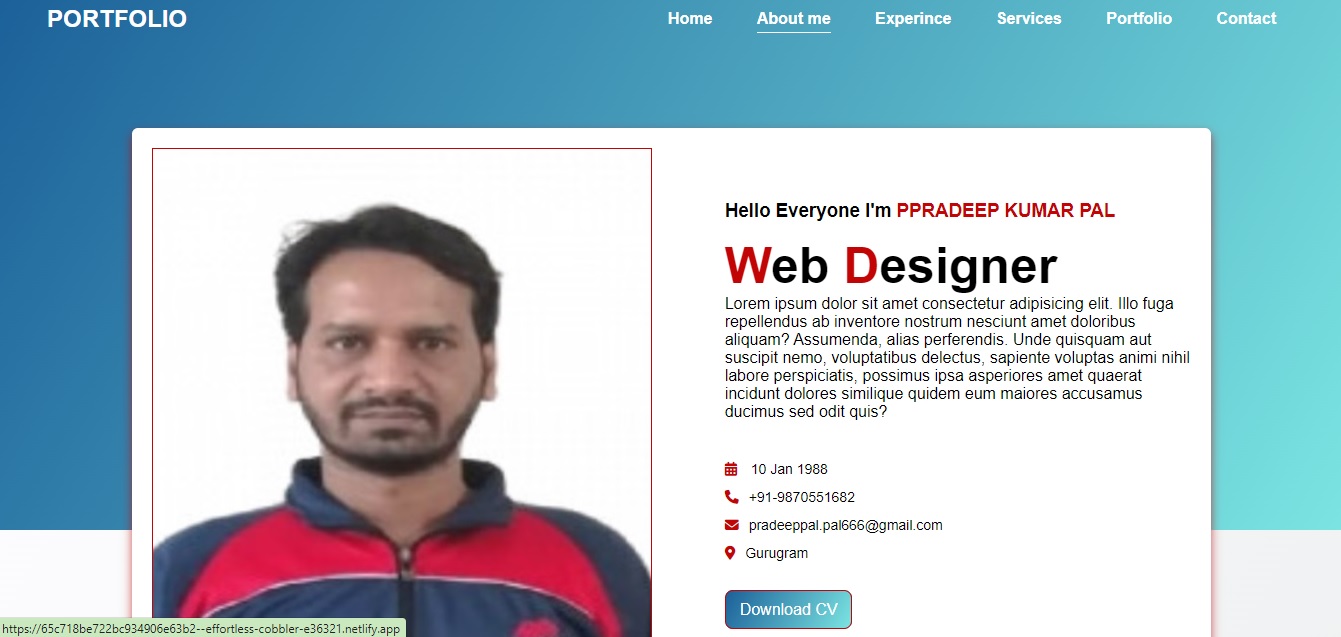 PORTFOLIO
Home About me Experince Services Portfolio Contact
Hello Everyone I'm PPRADEEP KUMAR PAL
Web Designer
Lorem ipsum dolor sit amet consectetur adipisicing elit. Illo fuga
repellendus ab inventore nostrum nesciunt amet doloribus
aliquam? Assumenda, alias perferendis. Unde quisquam aut
suscipit nemo, voluptatibus delectus, sapiente voluptas animi nihil
labore perspiciatis, possimus ipsa asperiores amet quaerat
incidunt dolores similique quidem eum maiores accusamus
ducimus sed odit quis?
10 Jan 1988
+91-9870551682
pradeeppal.pal666@gmail.com
Gurugram
Download CV
https://65c718be722bc934906e63b2--effortless-cobbler-e36321.netlify.app